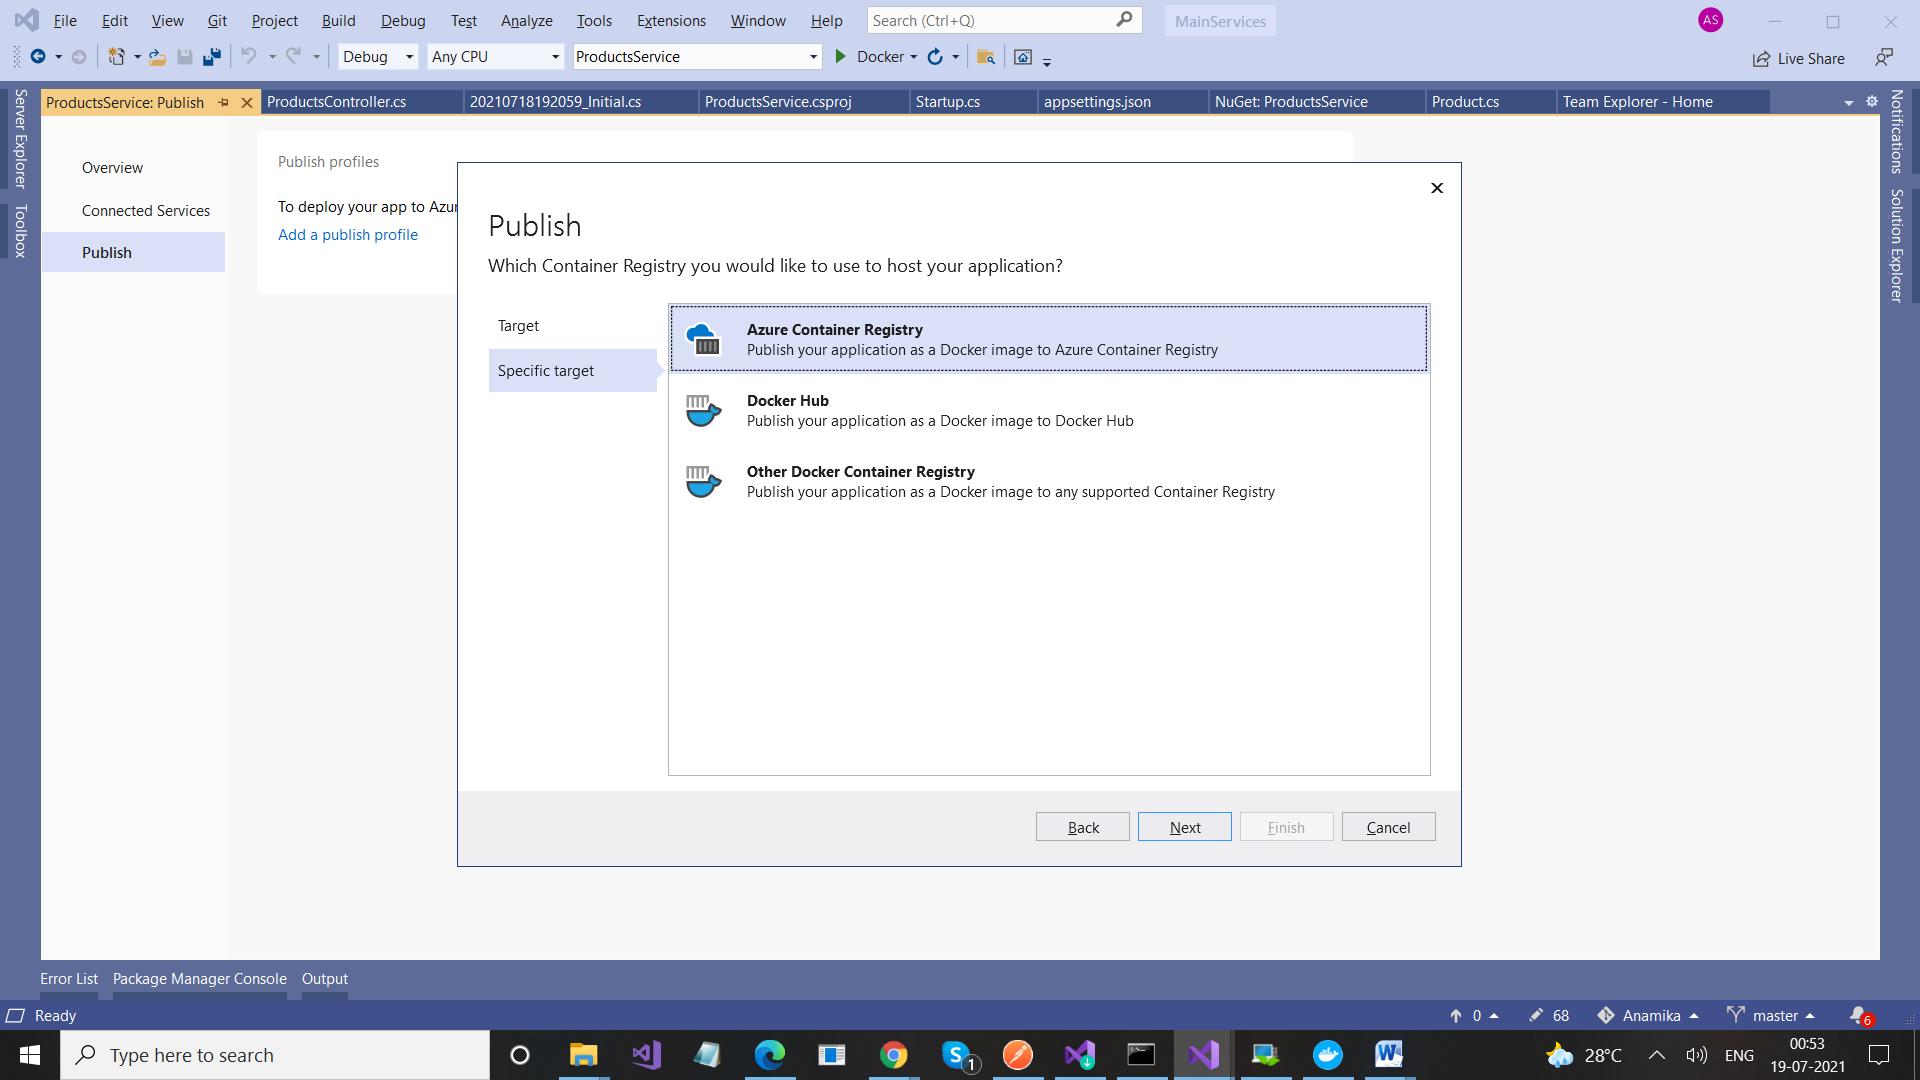 File Edit View Git Project Build Debug Test Analyze Tools Extensions Window Help Search (Ctrl+Q) MainServices AS
Debug Any CPU ProductsService Docker Live Share
ProductsService: Publish ProductsController.cs 20210718192059_Initial.cs ProductsService.csproj Startup.cs appsettings.json NuGet: ProductsService Product.cs Team Explorer - Home
Server Explorer
Toolbox
Notifications
Solution Explorer
Overview
Connected Services
Publish
Publish profiles
To deploy your app to Azur
Add a publish profile
Publish
Which Container Registry you would like to use to host your application?
Target
Specific target
Azure Container Registry
Publish your application as a Docker image to Azure Container Registry
Docker Hub
Publish your application as a Docker image to Docker Hub
Other Docker Container Registry
Publish your application as a Docker image to any supported Container Registry
Back Next Finish Cancel
Error List Package Manager Console Output
Ready 0 68 Anamika master 6
Type here to search 1 28°C ENG 00:53
19-07-2021